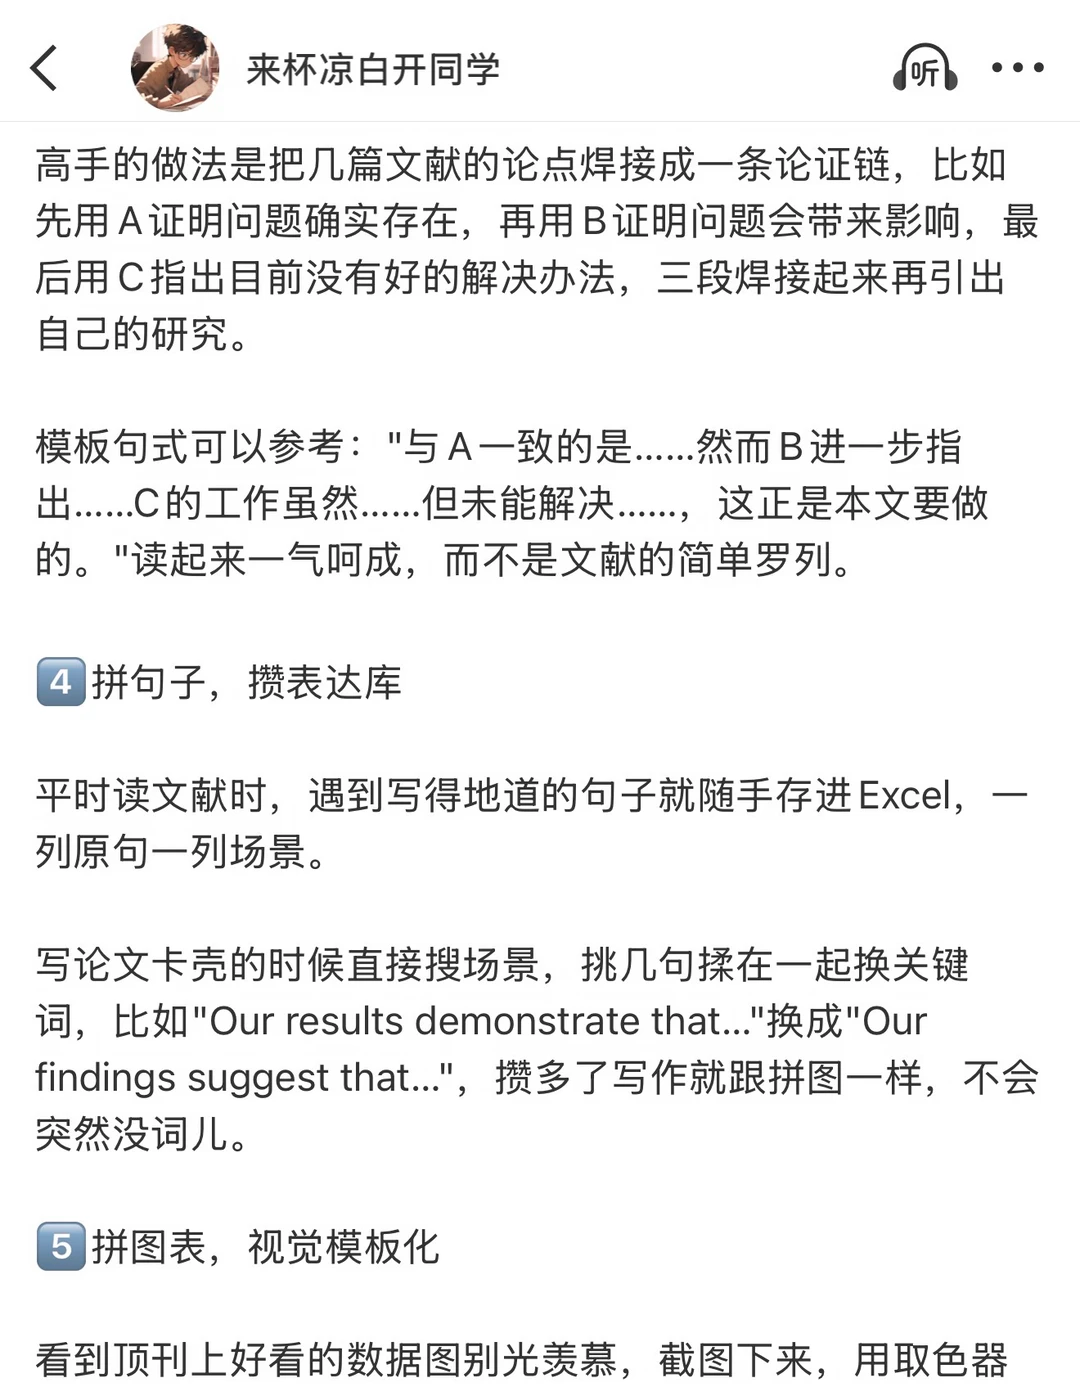 来杯凉白开同学
听
高手的做法是把几篇文献的论点焊接成一条论证链，比如
先用A证明问题确实存在，再用B证明问题会带来影响，最
后用C指出目前没有好的解决办法，三段焊接起来再引出
自己的研究。
模板句式可以参考："与A一致的是……然而B进一步指
出……C的工作虽然……但未能解决……，这正是本文要做
的。"读起来一气呵成，而不是文献的简单罗列。
4拼句子，攒表达库
平时读文献时，遇到写得地道的句子就随手存进Excel，一
列原句一列场景。
写论文卡壳的时候直接搜场景，挑几句揉在一起换关键
词，比如"Our results demonstrate that..."换成"Our
findings suggest that..."，攒多了写作就跟拼图一样，不会
突然没词儿。
5拼图表，视觉模板化
看到顶刊上好看的数据图别光羡慕，截图下来，用取色器